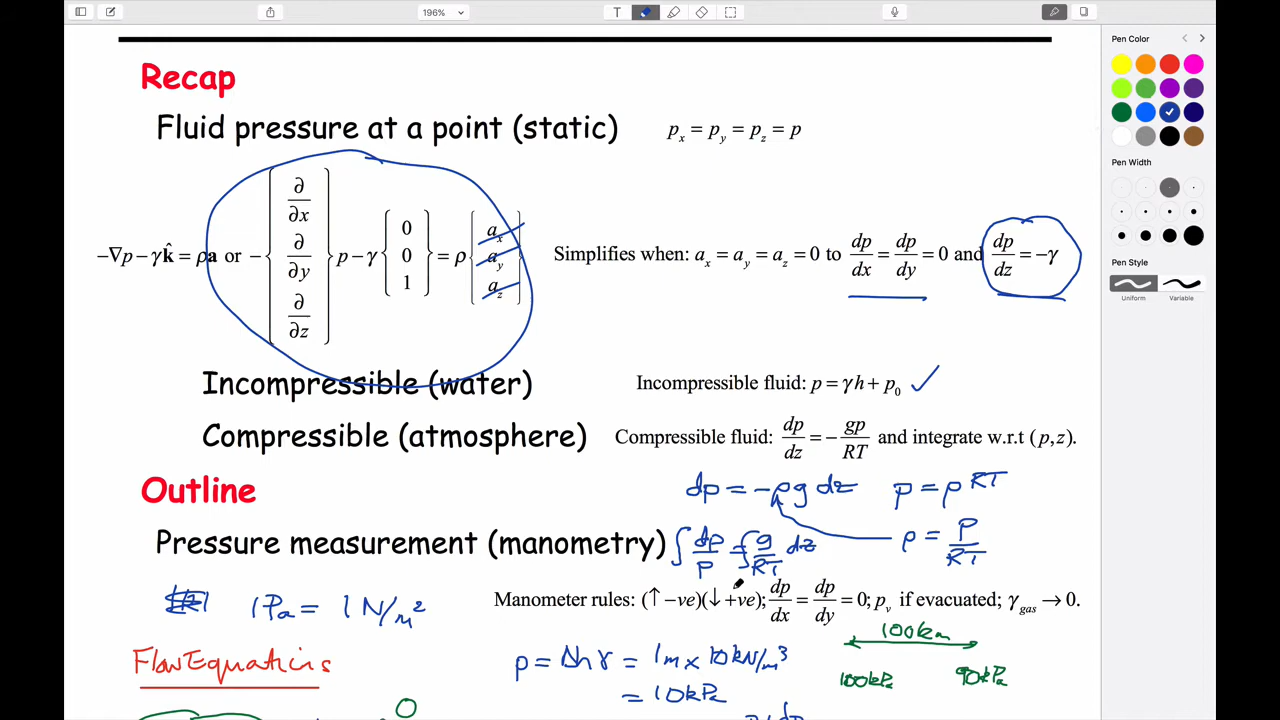 196%
T
Pen Color
Recap
Fluid pressure at a point (static) p_x = p_y = p_z = p
−∇p − γk̂ = ρa or −{∂/∂x ∂/∂y ∂/∂z} p − γ {0 0 1} = ρ {a_x a_y a_z} Simplifies when: a_x = a_y = a_z = 0 to dp/dx = dp/dy = 0 and dp/dz = −γ
Pen Width
Pen Style
Uniform Variable
Incompressible (water) Incompressible fluid: p = γh + p_0 ✓
Compressible (atmosphere) Compressible fluid: dp/dz = − gp/RT and integrate w.r.t (p,z).
Outline
dp = −ρg dz p = ρRT
Pressure measurement (manometry) ∫ dp/p = ∫ g/RT dz ρ = P/RT
1Pa = 1 N/m²
Manometer rules: (↑ −ve)(↓ +ve); dp/dx = dp/dy = 0; p_v if evacuated; γ_gas → 0.
100km
Flow Equations
p = Δhγ = 1m × 10kN/m³
100kPa 90kPa
= 10kPa
0